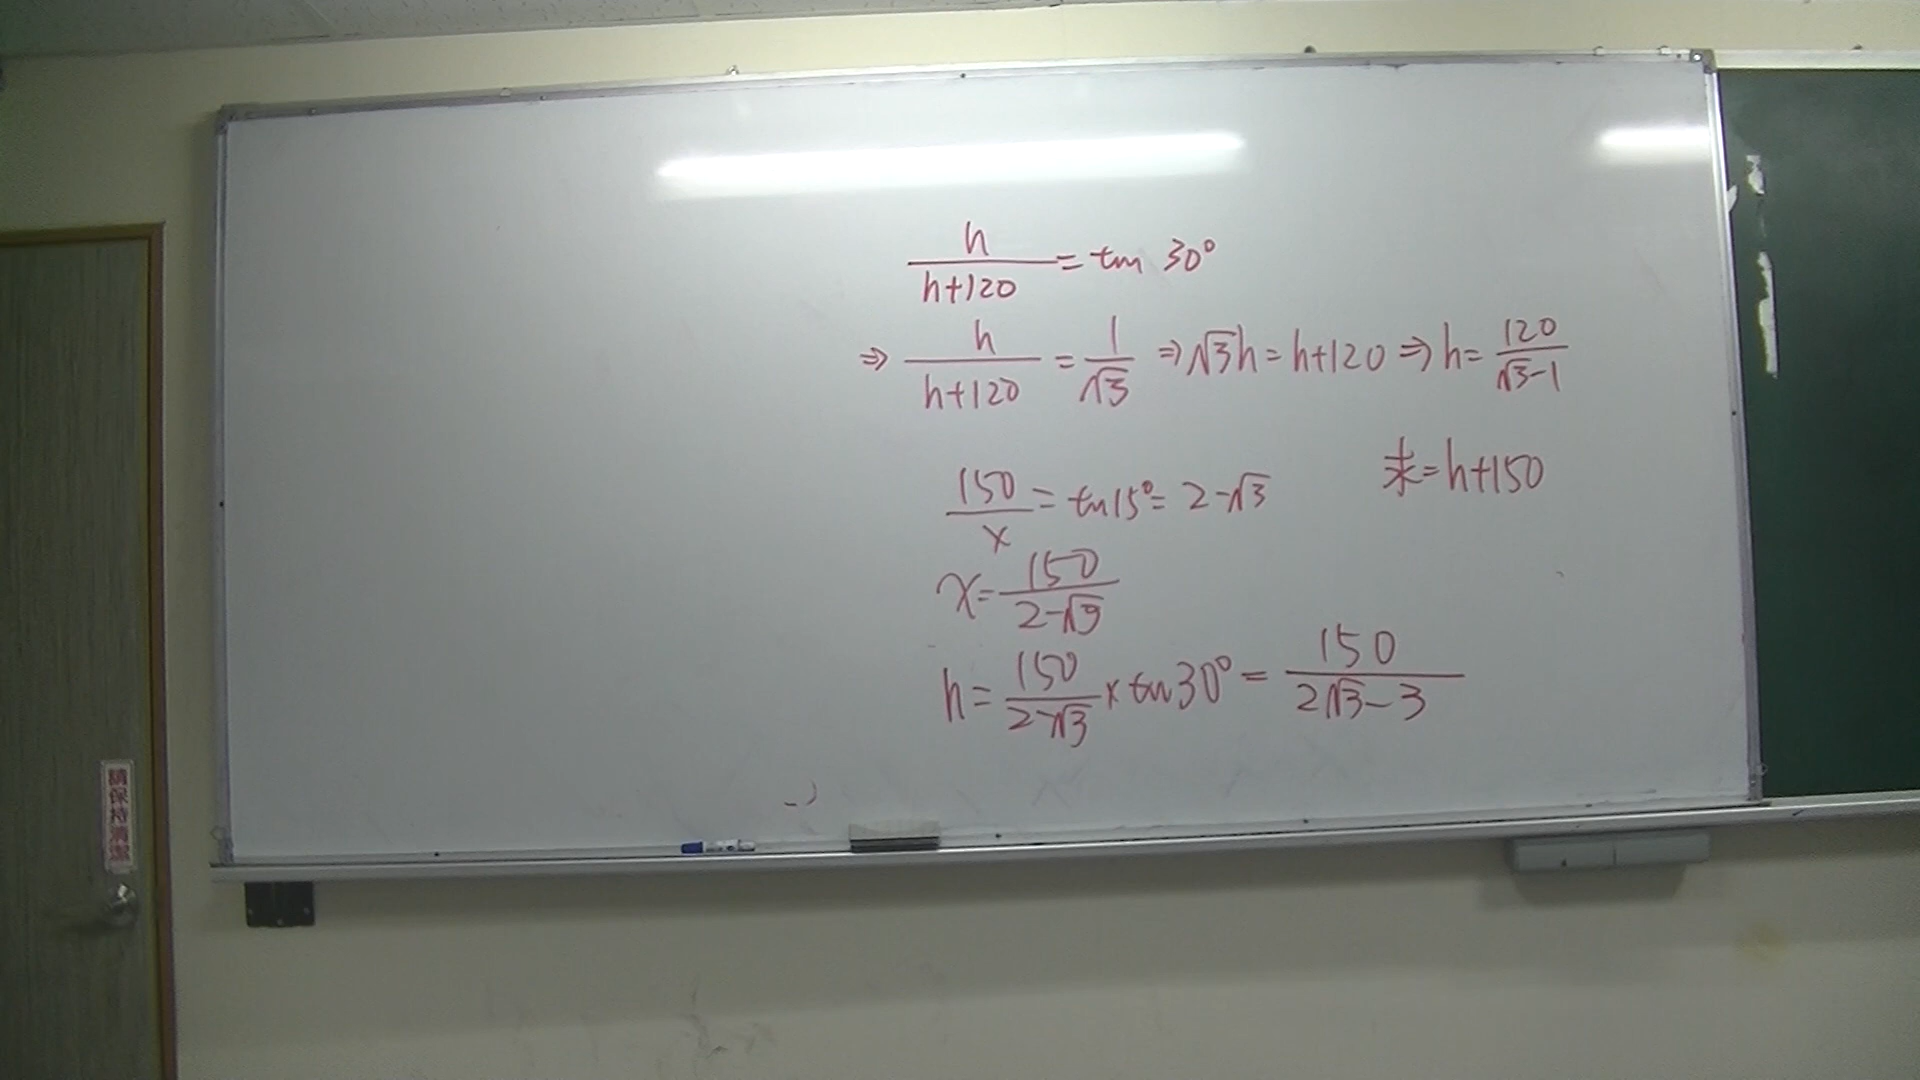 h/(h+120) = tan 30°
⇒ h/(h+120) = 1/√3 ⇒ √3h = h+120 ⇒ h = 120/(√3-1)
150/x = tan15° = 2-√3
求=h+150
x = 150/(2-√3)
h = 150/(2-√3) × tan30° = 150/(2√3-3)
請保持清潔